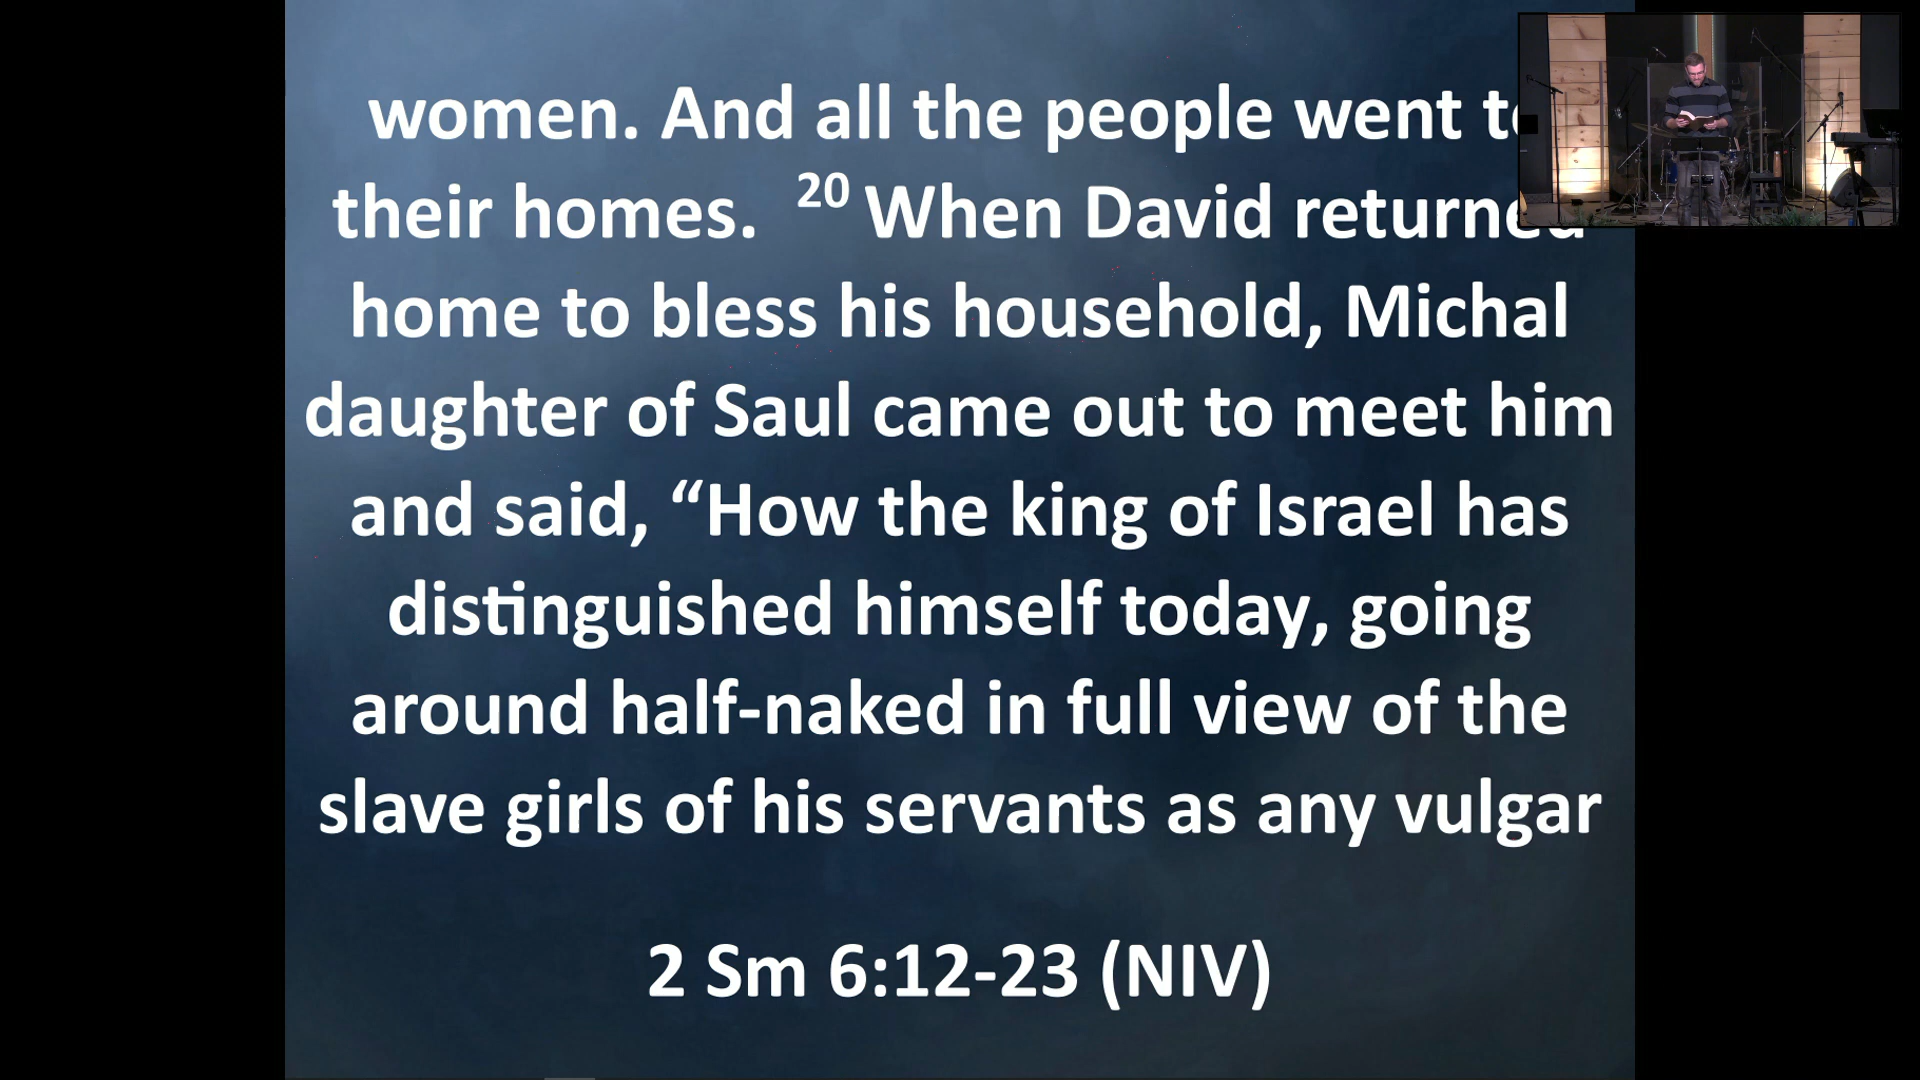 women. And all the people went to
their homes. 20 When David returned
home to bless his household, Michal
daughter of Saul came out to meet him
and said, “How the king of Israel has
distinguished himself today, going
around half-naked in full view of the
slave girls of his servants as any vulgar
2 Sm 6:12-23 (NIV)